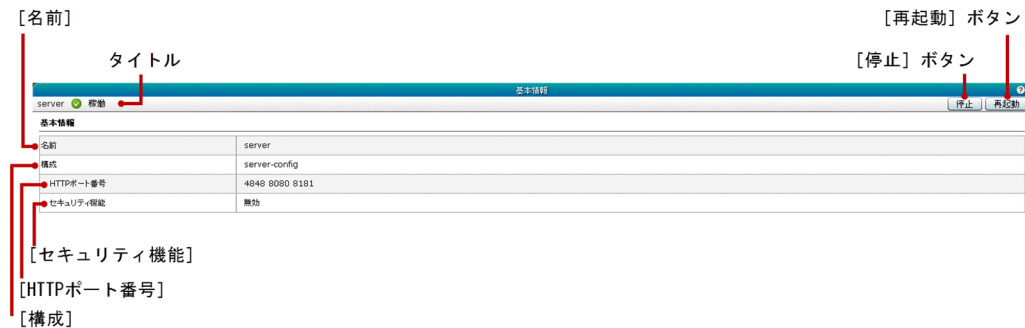 [名前]
[再起動] ボタン
タイトル
[停止] ボタン
基本情報
?
server 稼働
停止 再起動
基本情報
名前 server
構成 server-config
HTTPポート番号 4848 8080 8181
セキュリティ機能 無効
[セキュリティ機能]
[HTTPポート番号]
[構成]